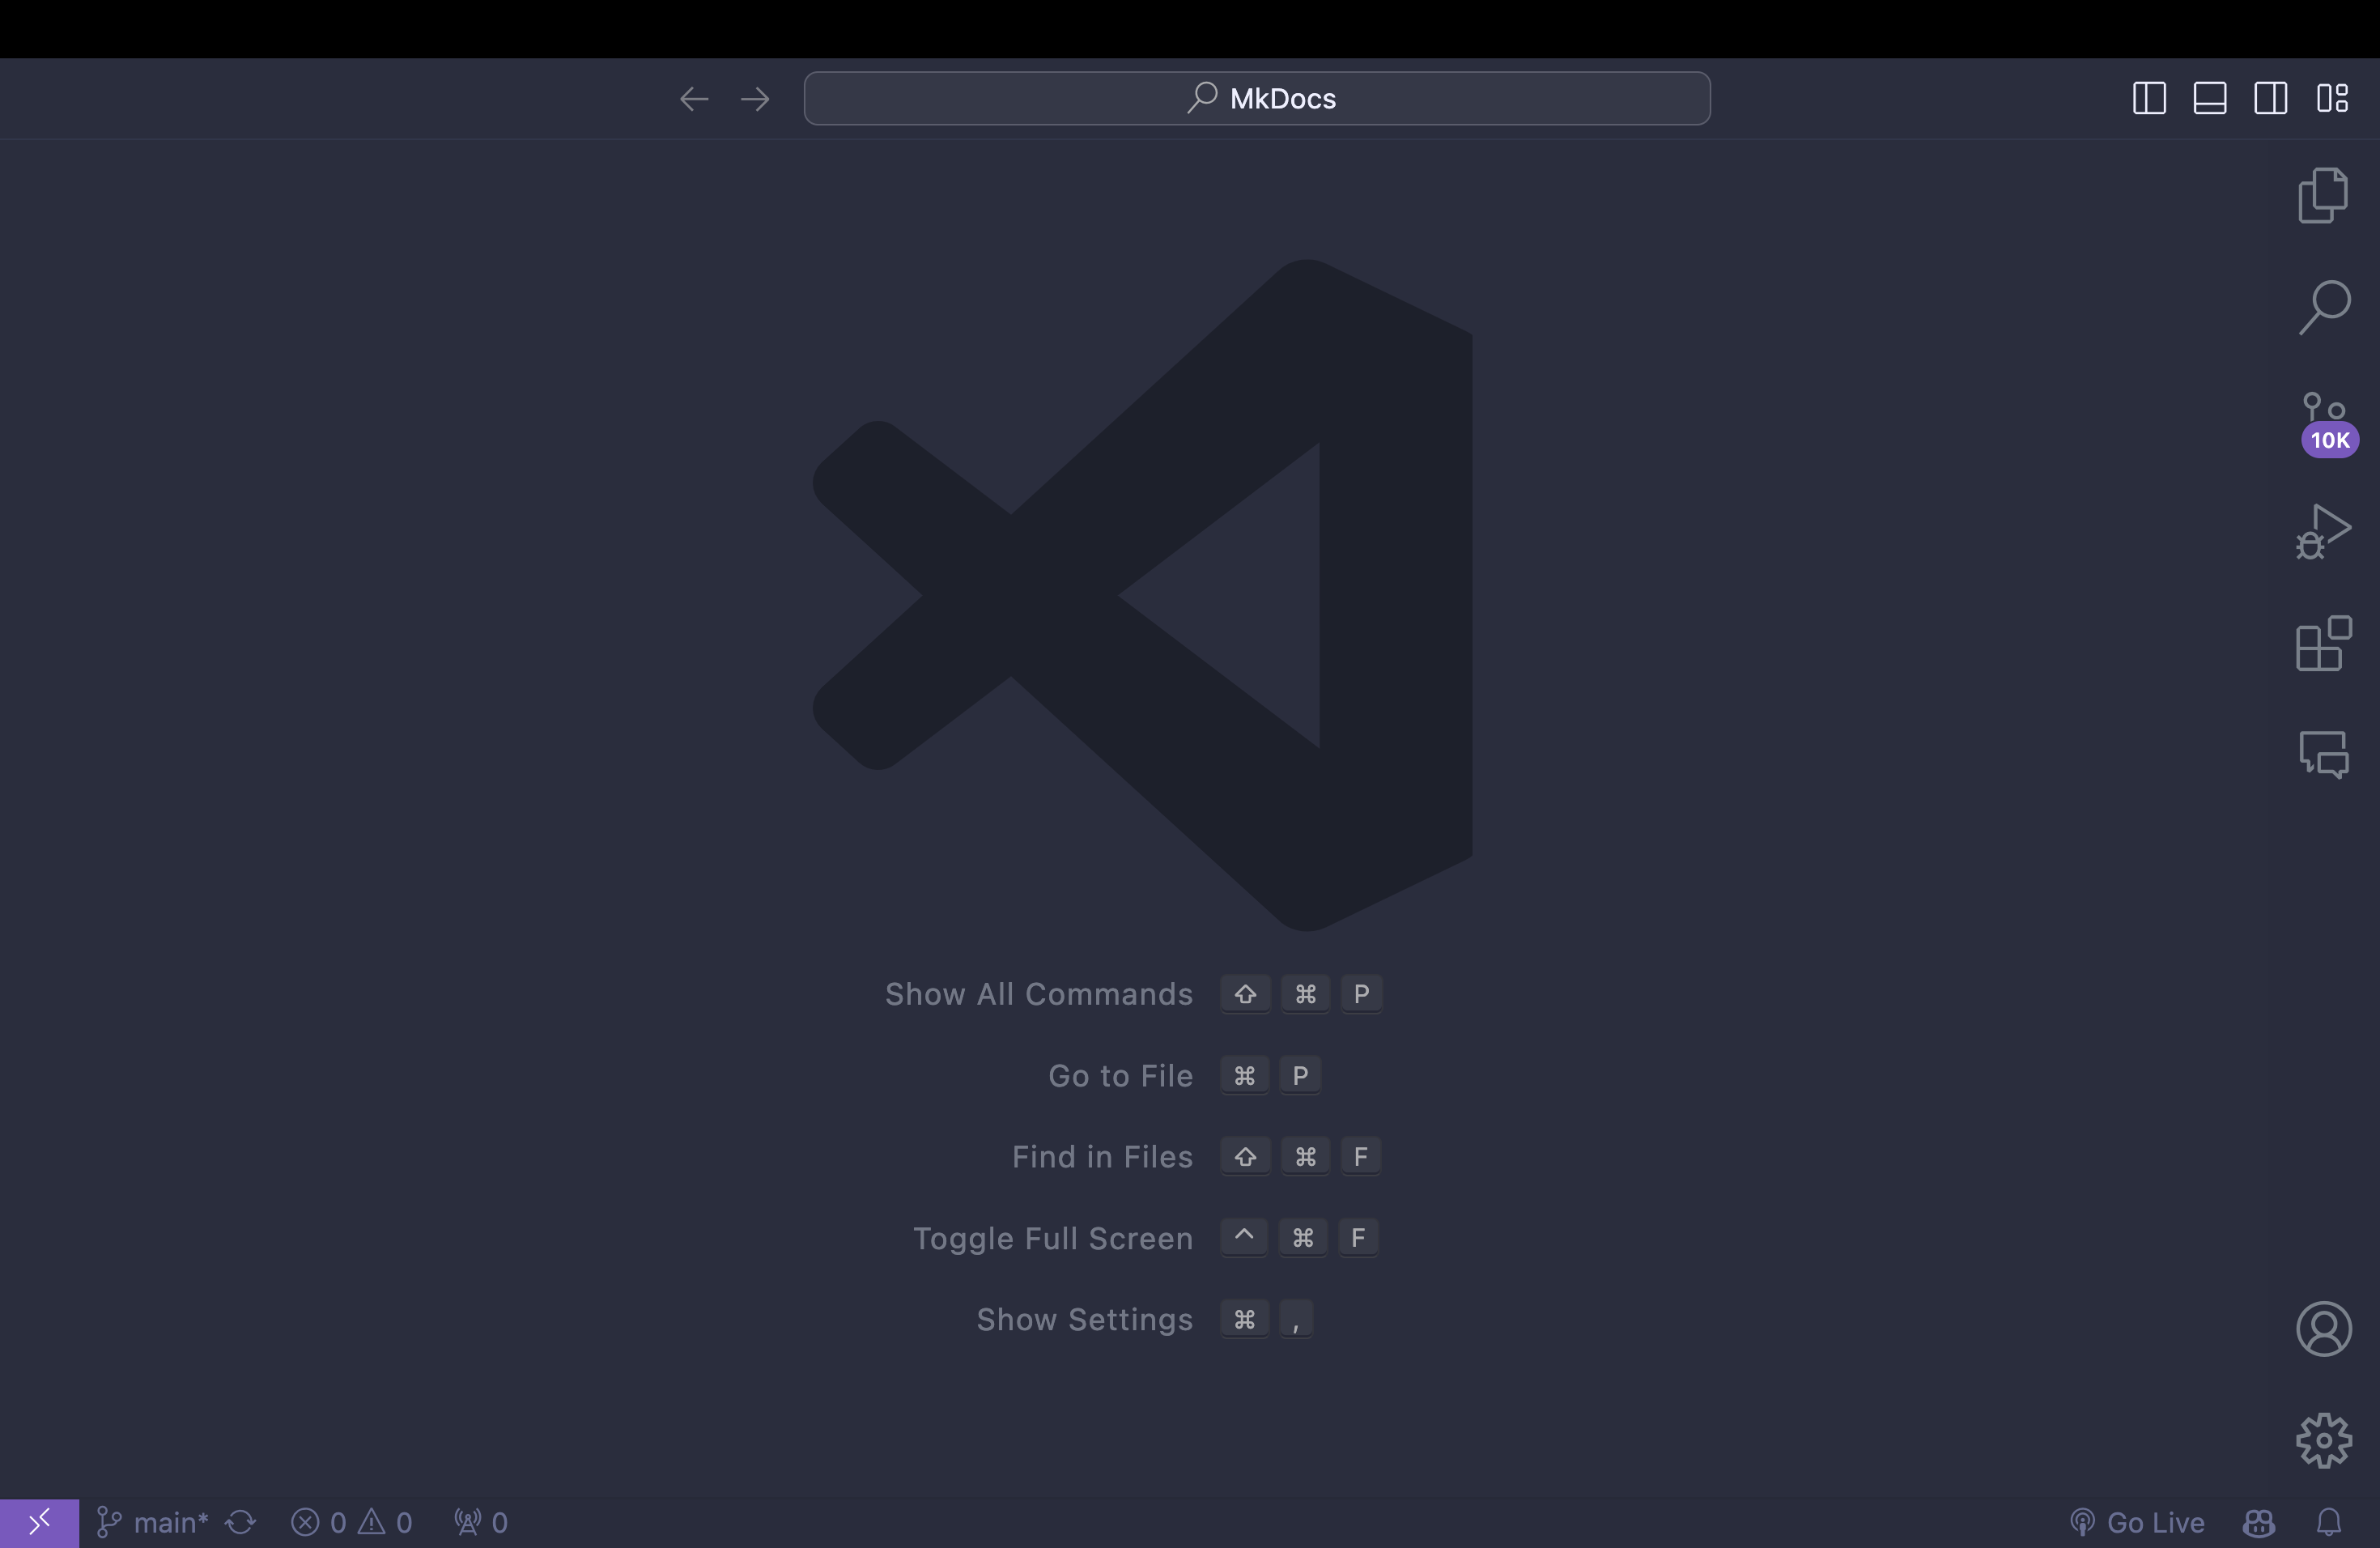 MkDocs
10K
Show All Commands ⇧ ⌘ P
Go to File ⌘ P
Find in Files ⇧ ⌘ F
Toggle Full Screen ^ ⌘ F
Show Settings ⌘ ,
main* 0 0 0 Go Live